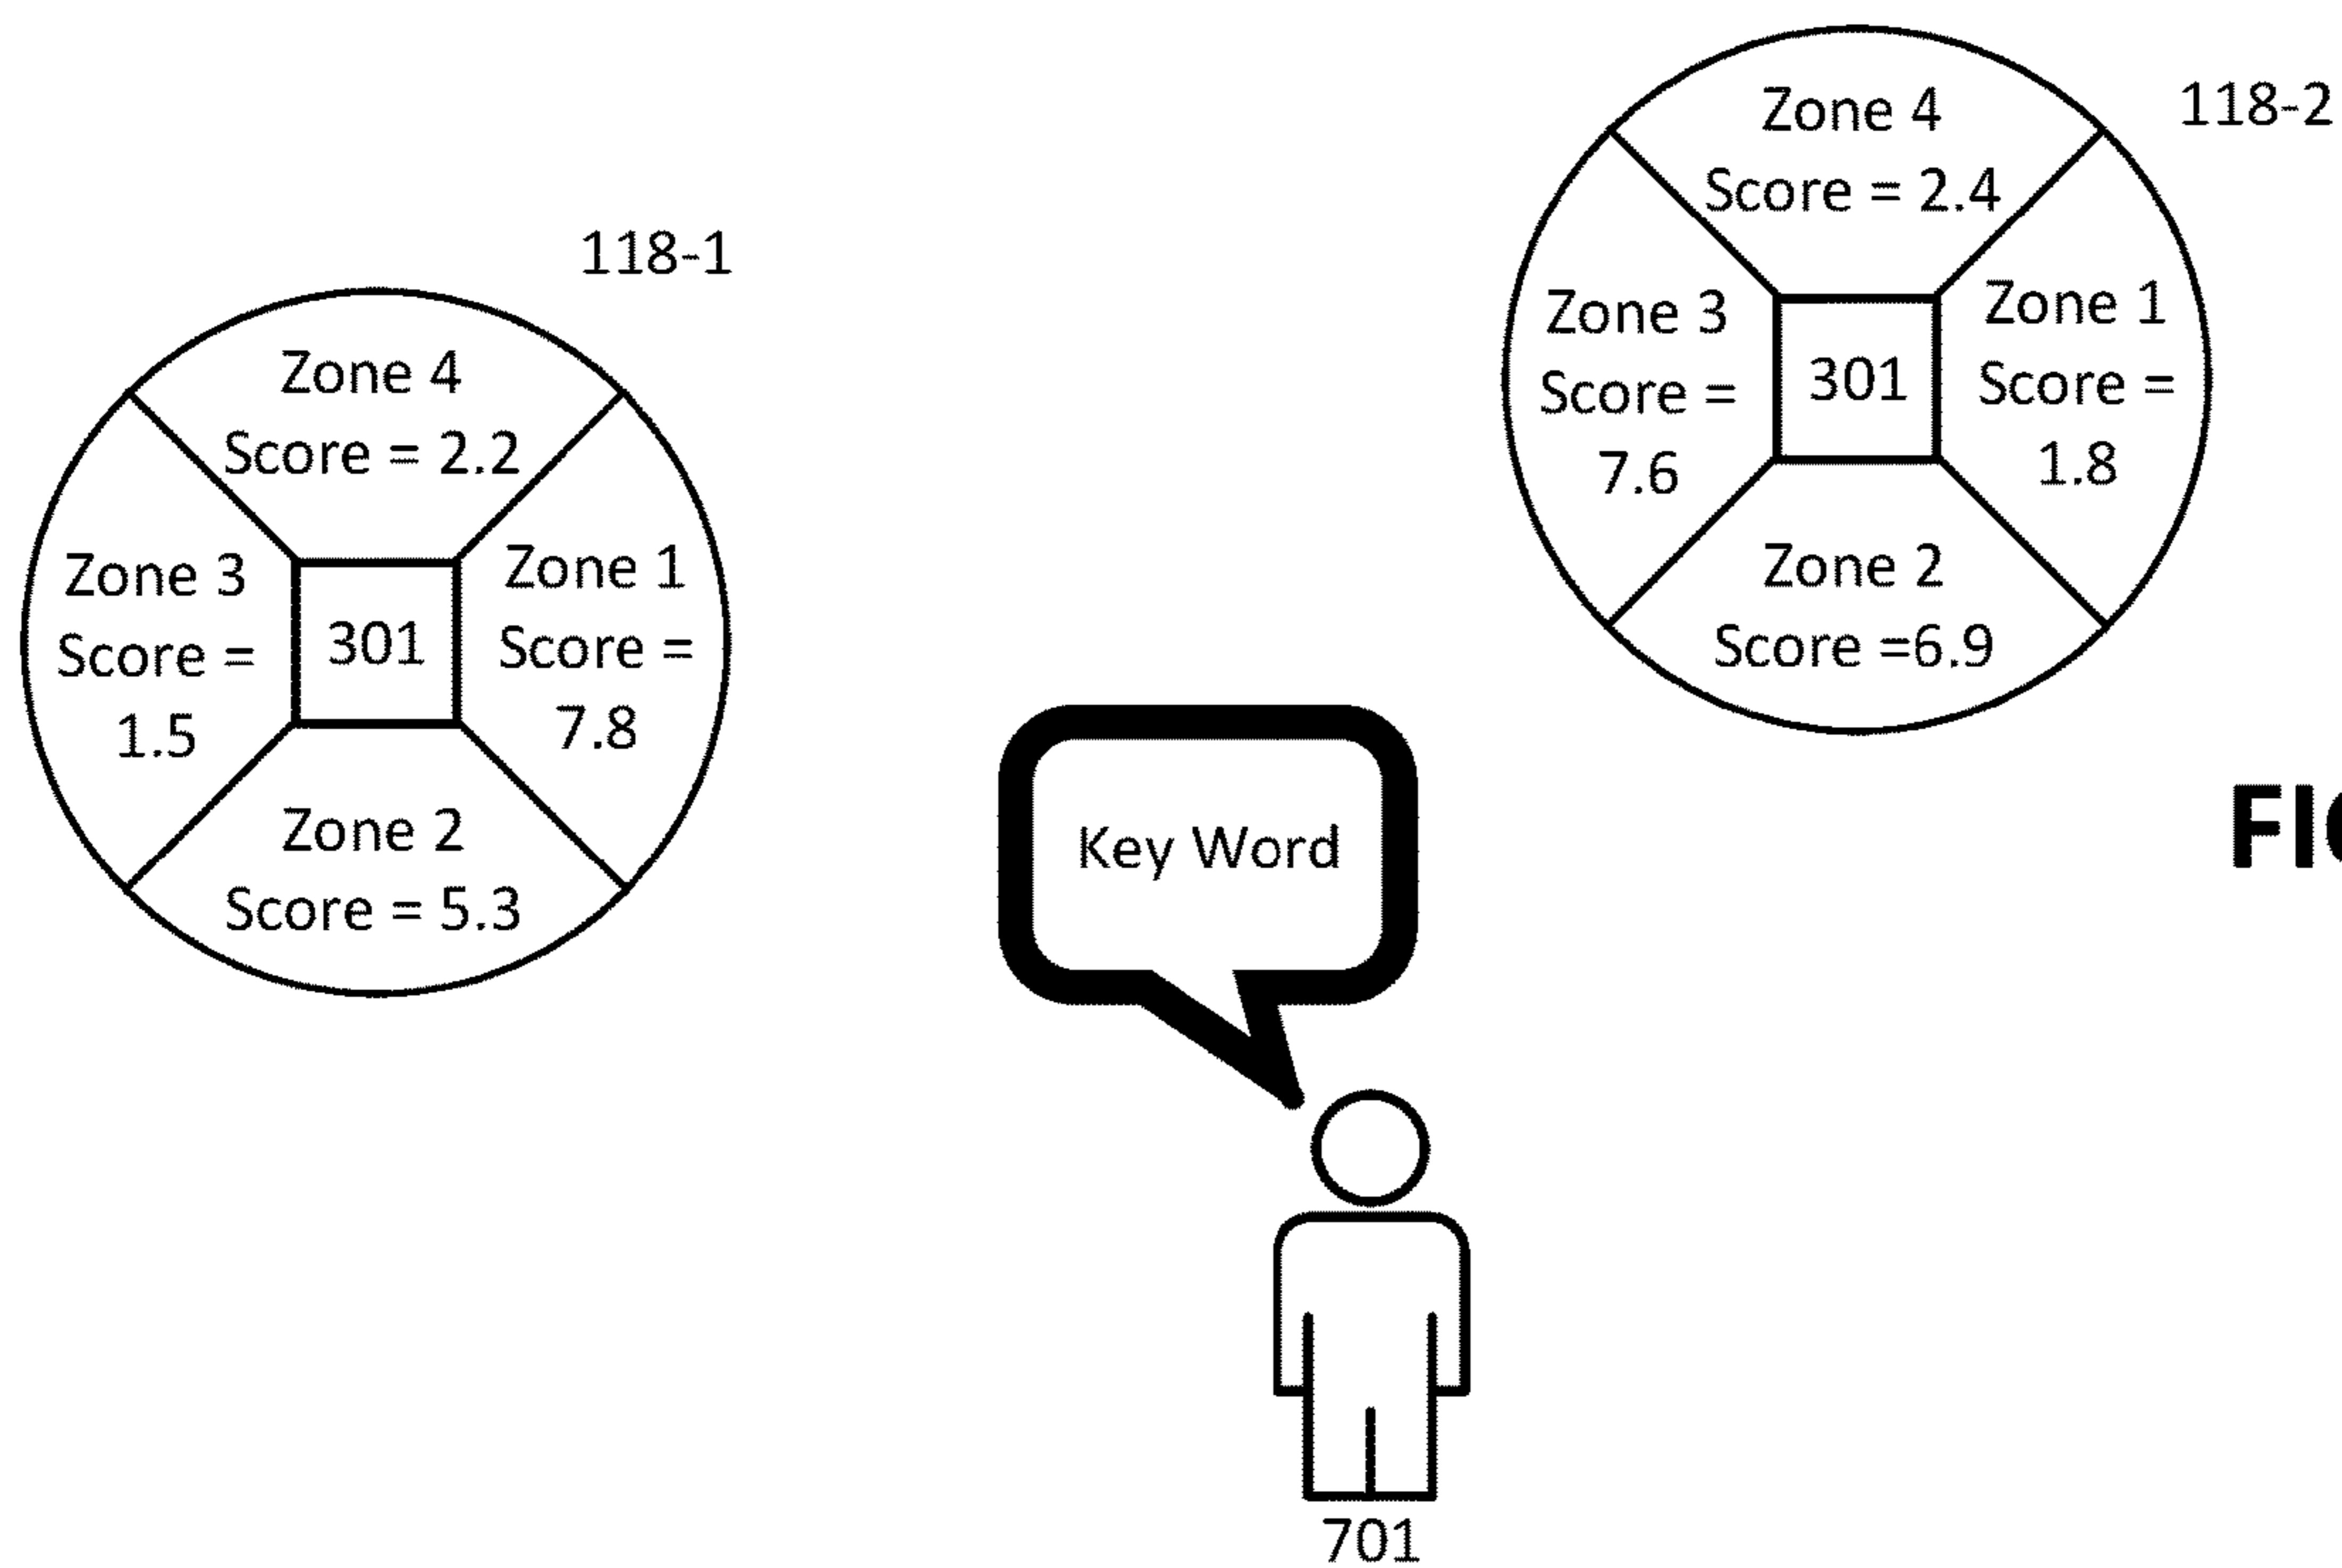 118-1
Zone 4
Score = 2.2
Zone 3
Score =
1.5
301
Zone 1
Score =
7.8
Zone 2
Score = 5.3
118-2
Zone 4
Score = 2.4
Zone 3
Score =
7.6
301
Zone 1
Score =
1.8
Zone 2
Score =6.9
Key Word
701